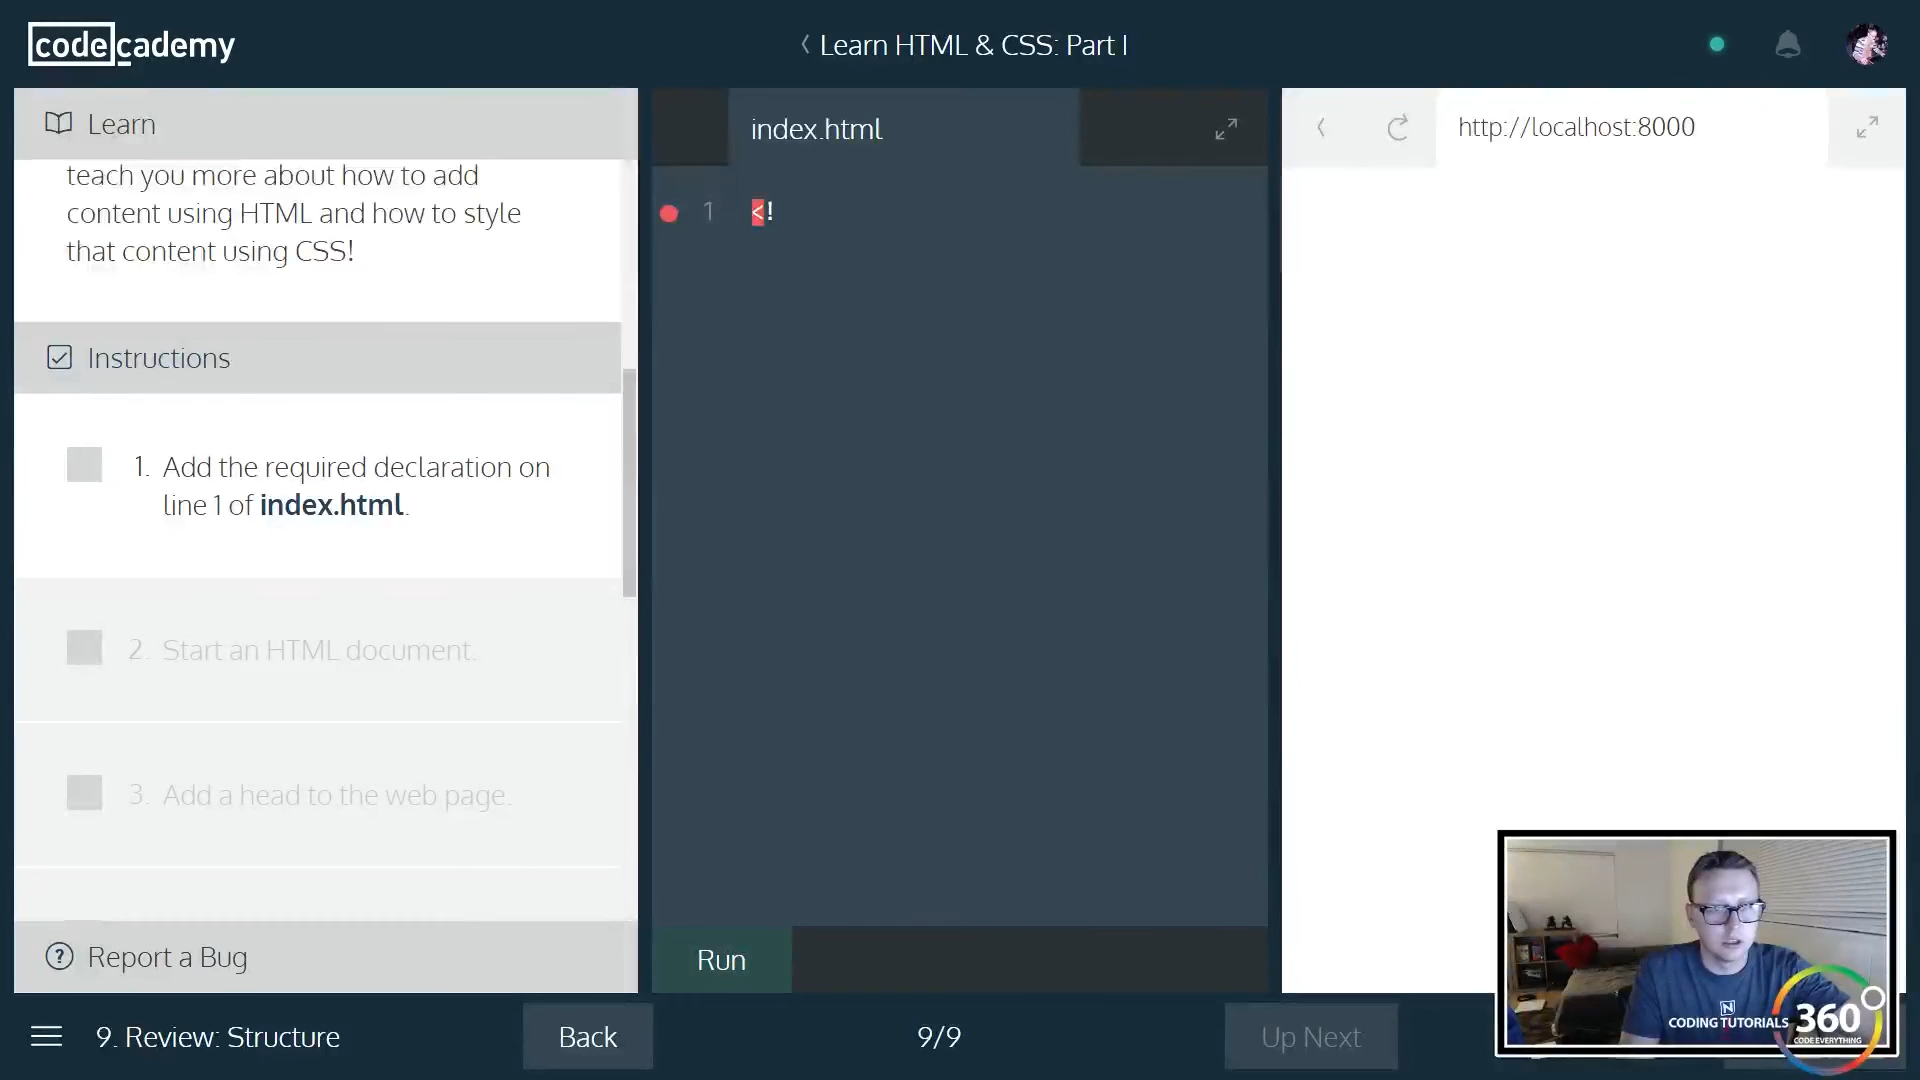 codecademy
Learn HTML & CSS: Part I
Learn
teach you more about how to add
content using HTML and how to style
that content using CSS!
Instructions
1. Add the required declaration on
line 1 of index.html.
2. Start an HTML document.
3. Add a head to the web page.
? Report a Bug
index.html
1 <!
Run
http://localhost:8000
CODING TUTORIALS 360
CODE EVERYTHING
9. Review: Structure
Back
9/9
Up Next